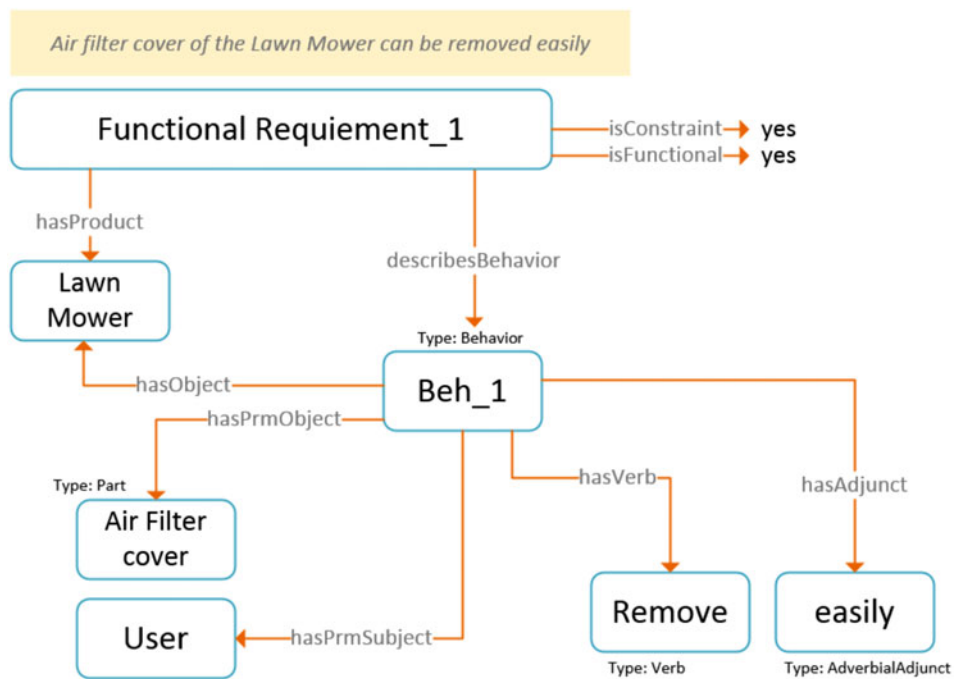 Air filter cover of the Lawn Mower can be removed easily
Functional Requiement_1
isConstraint
yes
isFunctional
yes
hasProduct
describesBehavior
Lawn
Mower
Type: Behavior
Beh_1
hasObject
hasPrmObject
hasVerb
hasAdjunct
Type: Part
Air Filter
cover
Remove
easily
User
hasPrmSubject
Type: Verb
Type: AdverbialAdjunct